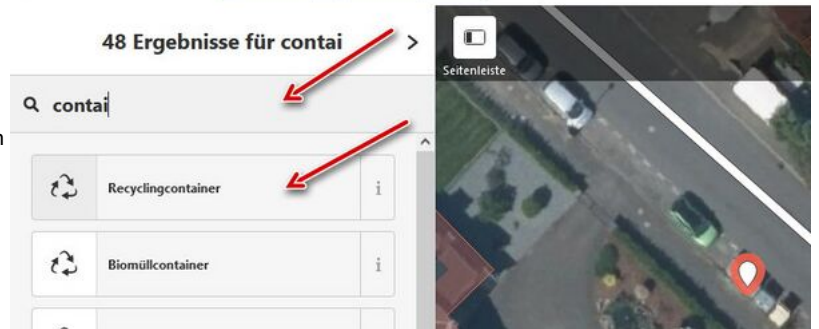 48 Ergebnisse für contai
Seitenleiste
contai
n
Recyclingcontainer
i
Biomüllcontainer
i